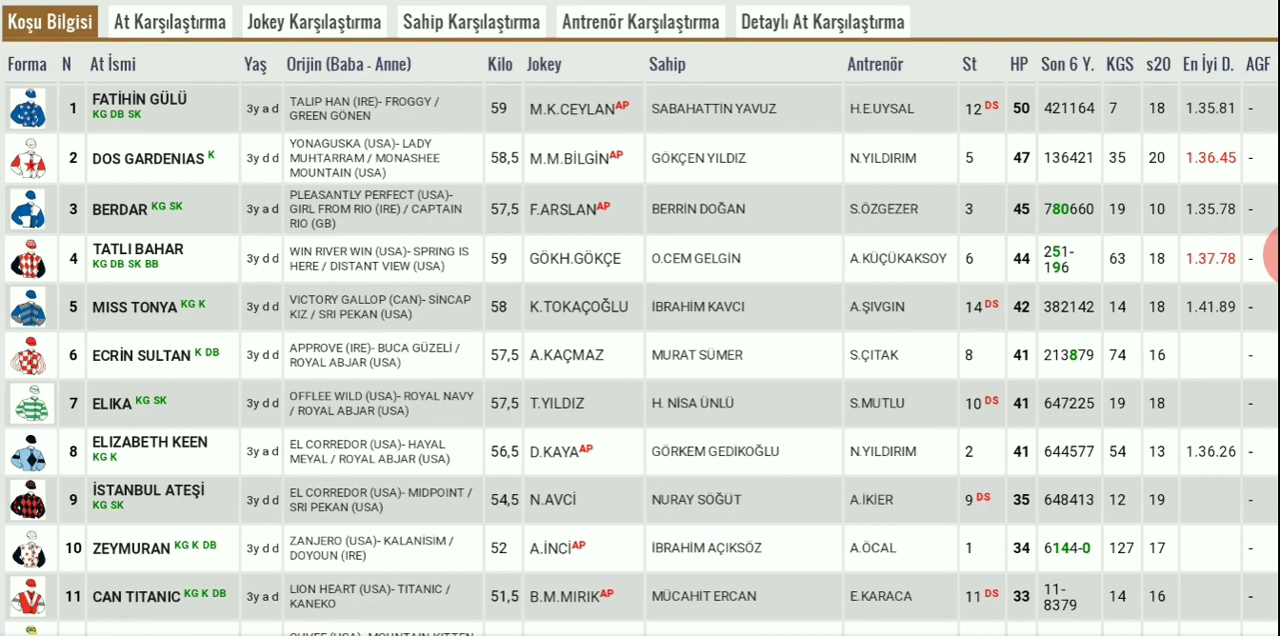 Koşu Bilgisi At Karşılaştırma Jokey Karşılaştırma Sahip Karşılaştırma Antrenör Karşılaştırma Detaylı At Karşılaştırma
Forma N At İsmi Yaş Orijin (Baba - Anne) Kilo Jokey Sahip Antrenör St HP Son 6 Y. KGS s20 En İyi D. AGF
1 FATİHİN GÜLÜ KG DB SK 3y a d TALIP HAN (IRE)- FROGGY / GREEN GÖNEN 59 M.K.CEYLAN AP SABAHATTİN YAVUZ H.E.UYSAL 12 DS 50 421164 7 18 1.35.81 -
2 DOS GARDENIAS K 3y d d YONAGUSKA (USA)- LADY MUHTARRAM / MONASHEE MOUNTAIN (USA) 58,5 M.M.BİLGİN AP GÖKÇEN YILDIZ N.YILDIRIM 5 47 136421 35 20 1.36.45 -
3 BERDAR KG SK 3y a d PLEASANTLY PERFECT (USA)- GIRL FROM RIO (IRE) / CAPTAIN RIO (GB) 57,5 F.ARSLAN AP BERRİN DOĞAN S.ÖZGEZER 3 45 780660 19 10 1.35.78 -
4 TATLI BAHAR KG DB SK BB 3y d d WIN RIVER WIN (USA)- SPRING IS HERE / DISTANT VIEW (USA) 59 GÖKH.GÖKÇE O.CEM GELGİN A.KÜÇÜKAKSOY 6 44 251-196 63 18 1.37.78 -
5 MISS TONYA KG K 3y d d VICTORY GALLOP (CAN)- SİNCAP KIZ / SRI PEKAN (USA) 58 K.TOKAÇOĞLU İBRAHİM KAVCI A.ŞIVGIN 14 DS 42 382142 14 18 1.41.89 -
6 ECRİN SULTAN K DB 3y d d APPROVE (IRE)- BUCA GÜZELİ / ROYAL ABJAR (USA) 57,5 A.KAÇMAZ MURAT SÜMER S.ÇITAK 8 41 213879 74 16 -
7 ELIKA KG SK 3y d d OFFLEE WILD (USA)- ROYAL NAVY / ROYAL ABJAR (USA) 57,5 T.YILDIZ H. NİSA ÜNLÜ S.MUTLU 10 DS 41 647225 19 18 -
8 ELIZABETH KEEN KG K 3y a d EL CORREDOR (USA)- HAYAL MEYAL / ROYAL ABJAR (USA) 56,5 D.KAYA AP GÖRKEM GEDİKOĞLU N.YILDIRIM 2 41 644577 54 13 1.36.26 -
9 İSTANBUL ATEŞİ KG SK 3y d d EL CORREDOR (USA)- MIDPOINT / SRI PEKAN (USA) 54,5 N.AVCİ NURAY SÖĞÜT A.İKİER 9 DS 35 648413 12 19 -
10 ZEYMURAN KG K DB 3y d d ZANJERO (USA)- KALANİSİM / DOYOUN (IRE) 52 A.İNCİ AP İBRAHİM AÇIKSÖZ A.ÖCAL 1 34 6144-0 127 17 -
11 CAN TITANIC KG K DB 3y a d LION HEART (USA)- TITANIC / KANEKO 51,5 B.M.MIRIK AP MÜCAHİT ERCAN E.KARACA 11 DS 33 11-8379 14 16 -